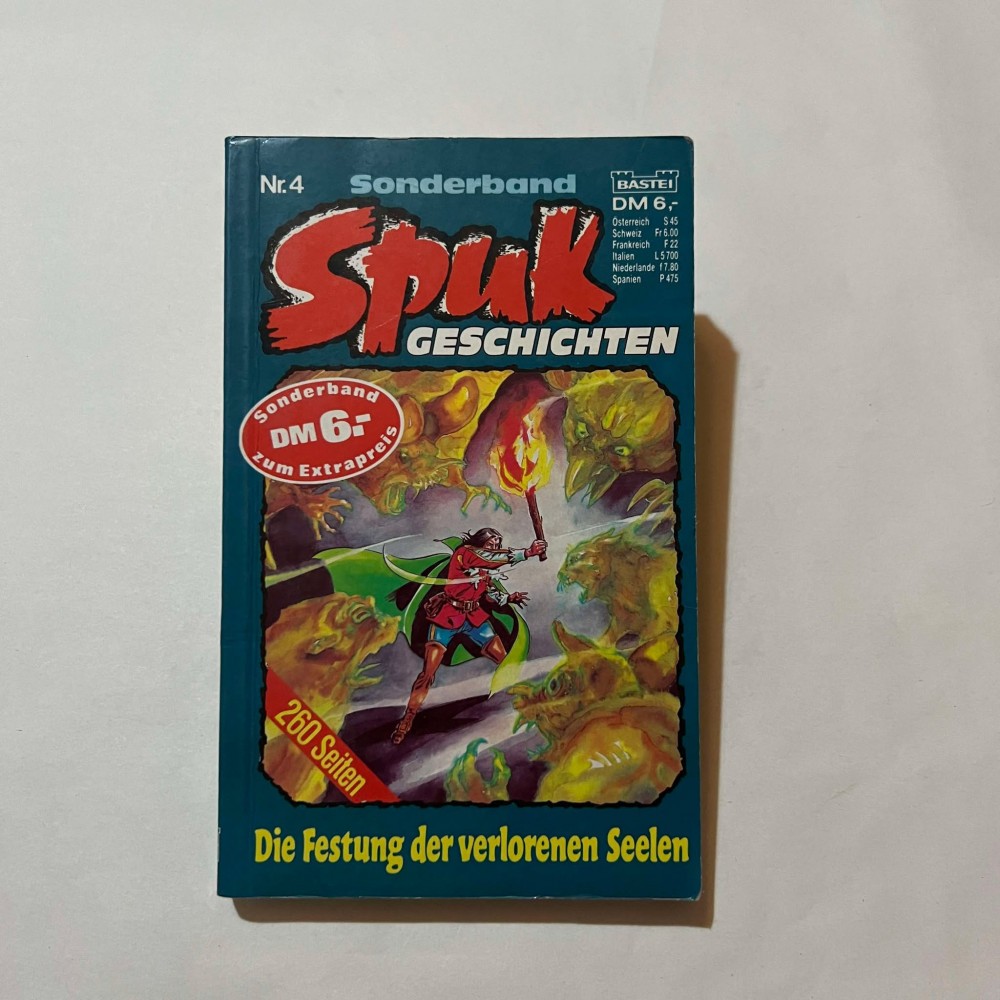 Nr.4
Sonderband
BASTEI
DM 6,-
Österreich S 45
Schweiz Fr 6.00
Frankreich F 22
Italien L 5700
Niederlande f 7.80
Spanien P 475
Spuk
GESCHICHTEN
Sonderband
DM 6.-
zum Extrapreis
260 Seiten
Die Festung der verlorenen Seelen